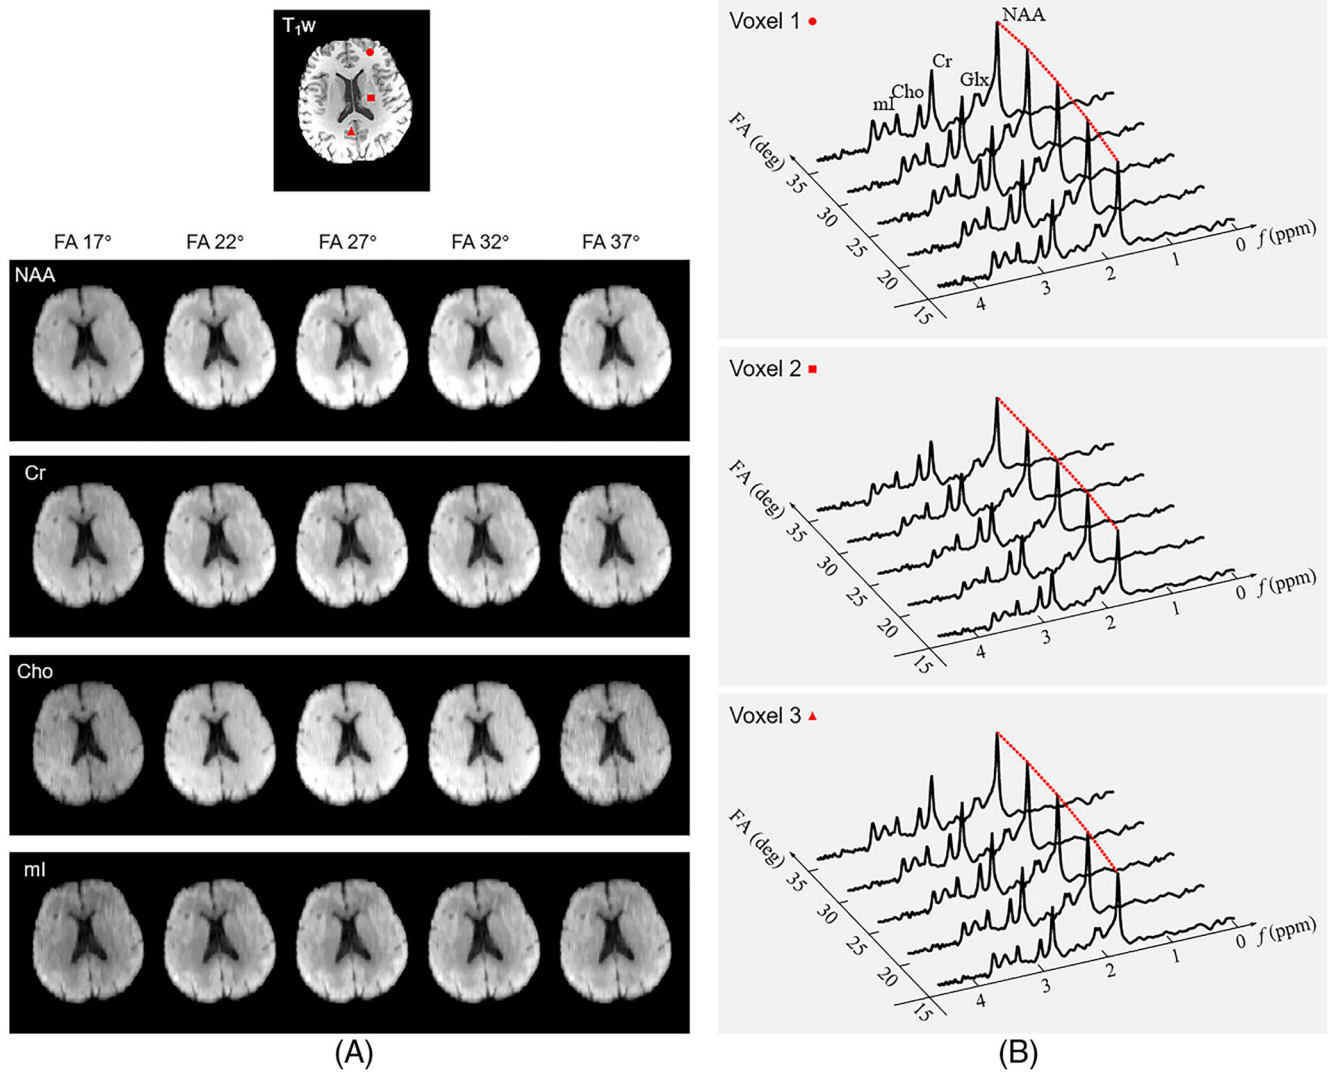 T₁w
FA 17° FA 22° FA 27° FA 32° FA 37°
NAA
Cr
Cho
mI
(A)
Voxel 1
NAA
Cr
Glx
Cho
mI
FA (deg)
35
30
25
20
15
4 3 2 1 0 f (ppm)
Voxel 2
FA (deg)
35
30
25
20
15
4 3 2 1 0 f (ppm)
Voxel 3
FA (deg)
35
30
25
20
15
4 3 2 1 0 f (ppm)
(B)